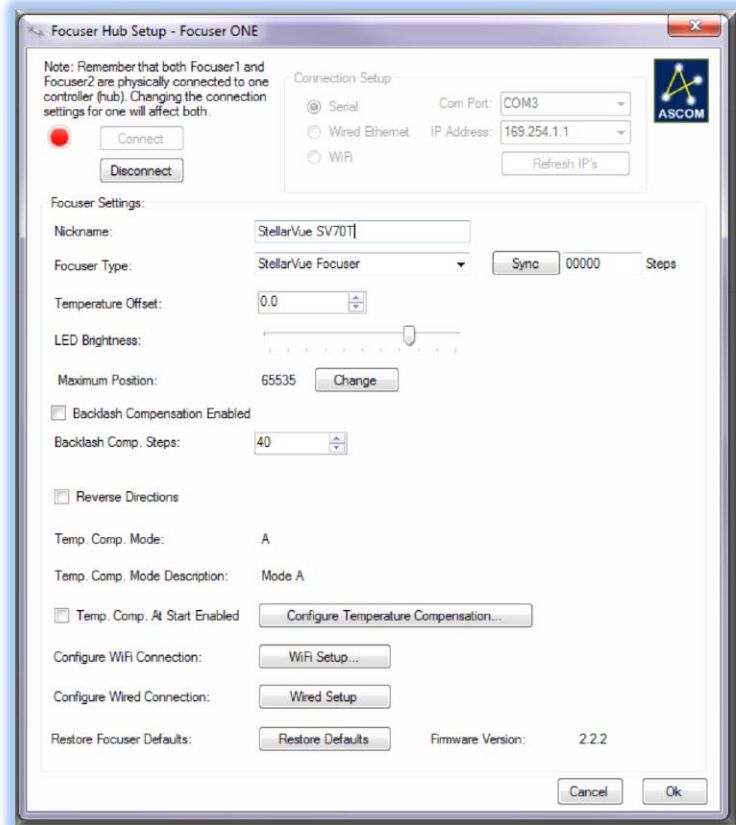 Focuser Hub Setup - Focuser ONE
Note: Remember that both Focuser1 and
Focuser2 are physically connected to one
controller (hub). Changing the connection
settings for one will affect both.
Connect
Disconnect
Connection Setup
Serial Com Port: COM3
Wired Ethernet IP Address: 169.254.1.1
WiFi Refresh IP's
ASCOM
Focuser Settings:
Nickname: StellarVue SV70T
Focuser Type: StellarVue Focuser Sync 00000 Steps
Temperature Offset: 0.0
LED Brightness:
Maximum Position: 65535 Change
Backlash Compensation Enabled
Backlash Comp. Steps: 40
Reverse Directions
Temp. Comp. Mode: A
Temp. Comp. Mode Description: Mode A
Temp. Comp. At Start Enabled Configure Temperature Compensation...
Configure WiFi Connection: WiFi Setup...
Configure Wired Connection: Wired Setup
Restore Focuser Defaults: Restore Defaults Firmware Version: 2.2.2
Cancel Ok